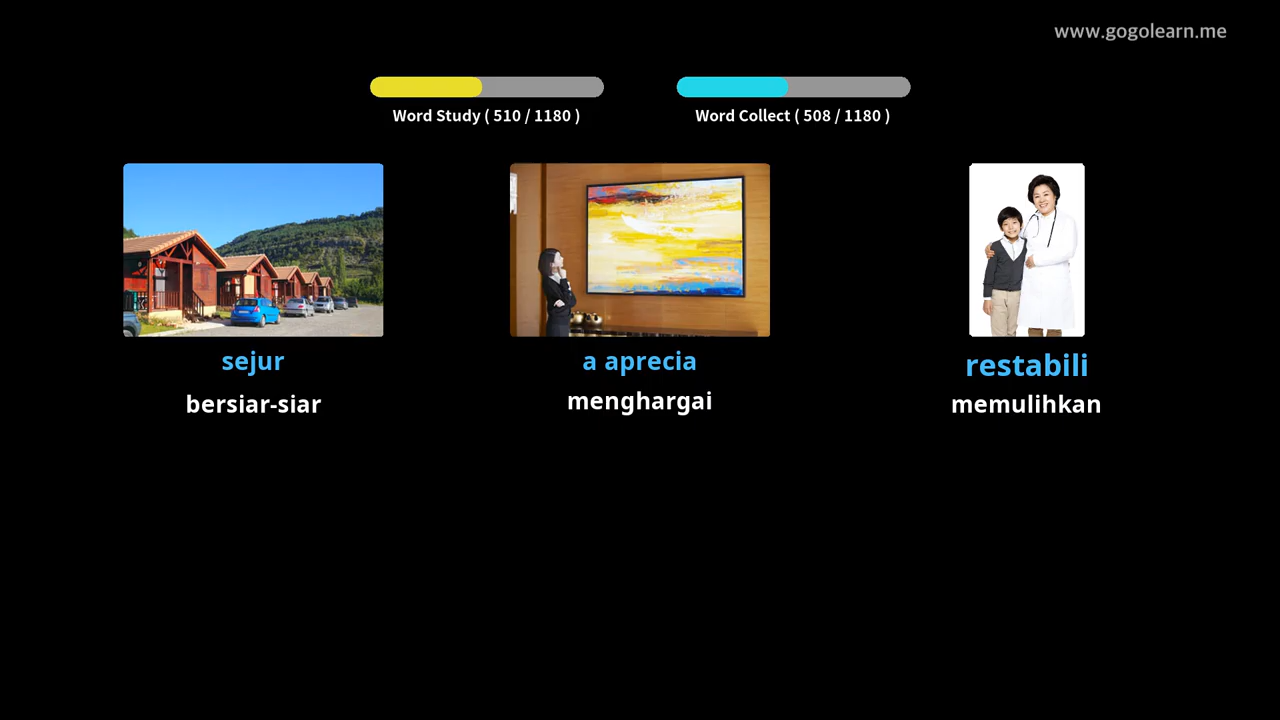 www.gogolearn.me
Word Study ( 510 / 1180 )
Word Collect ( 508 / 1180 )
sejur
bersiar-siar
a aprecia
menghargai
restabili
memulihkan